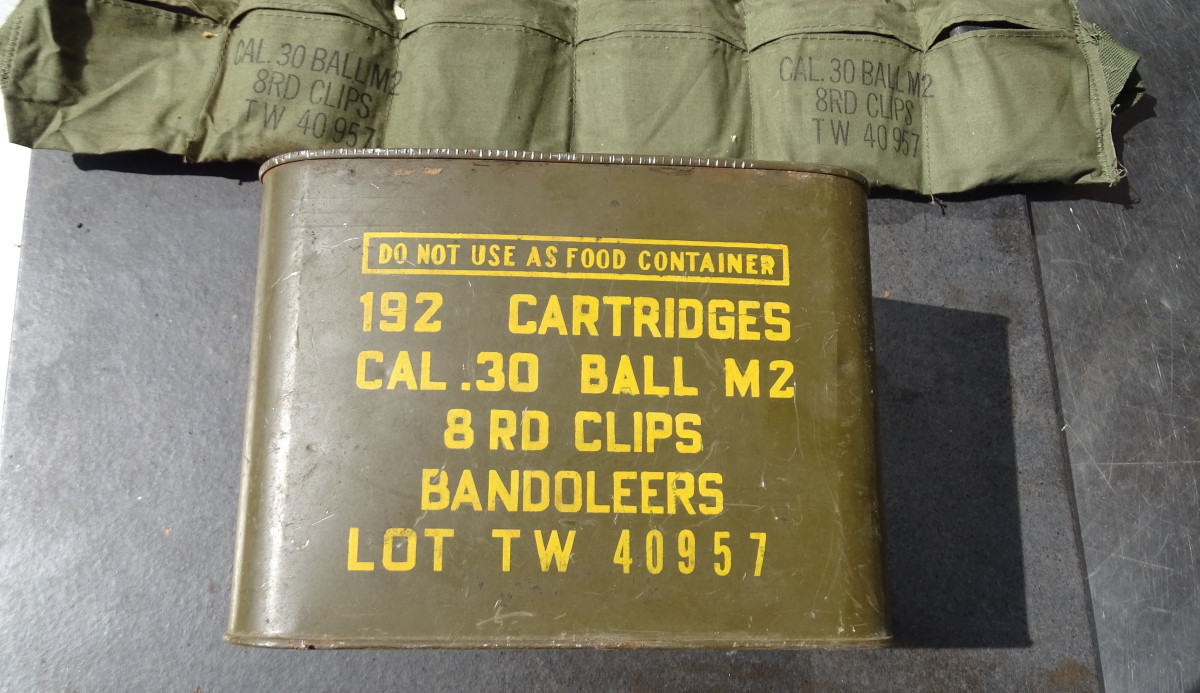 CAL. 30 BALL M2
8RD CLIPS
TW 40957
CAL. 30 BALL M2
8RD CLIPS
TW 40957
DO NOT USE AS FOOD CONTAINER
192 CARTRIDGES
CAL .30 BALL M2
8 RD CLIPS
BANDOLEERS
LOT TW 40957